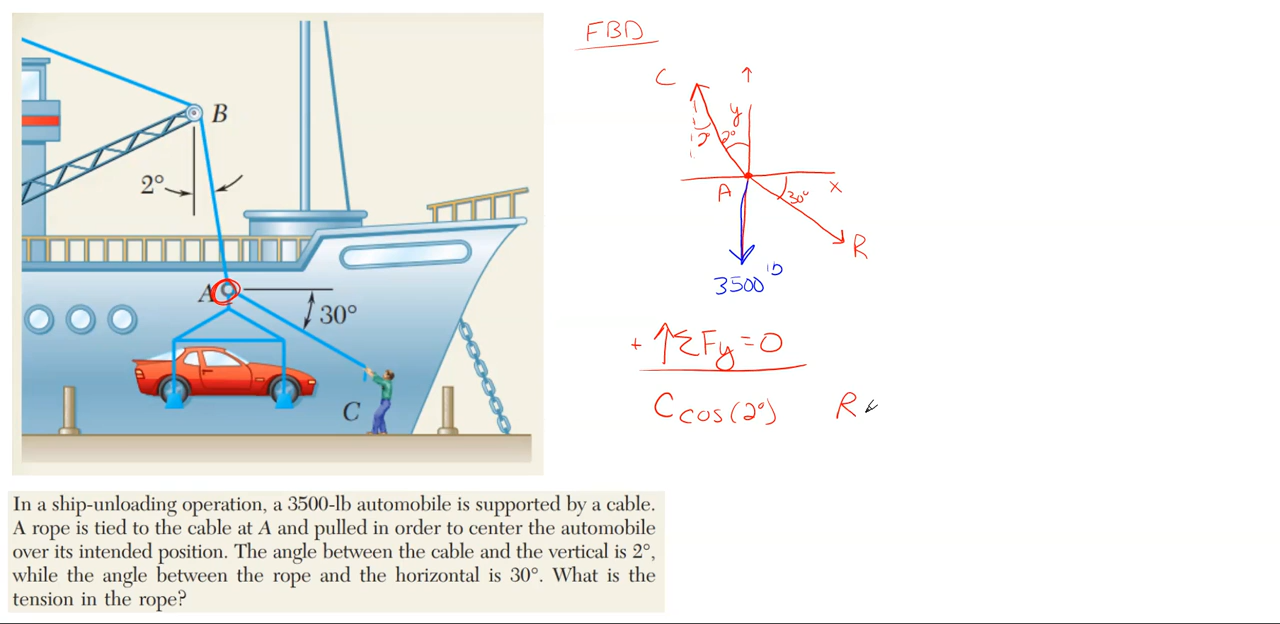 FBD
C
↑
y
2°
2°
A
x
30°
R
3500 lb
+ ↑ΣFy = 0
C cos(2°) R
B
2°
A
30°
C
In a ship-unloading operation, a 3500-lb automobile is supported by a cable.
A rope is tied to the cable at A and pulled in order to center the automobile
over its intended position. The angle between the cable and the vertical is 2°,
while the angle between the rope and the horizontal is 30°. What is the
tension in the rope?